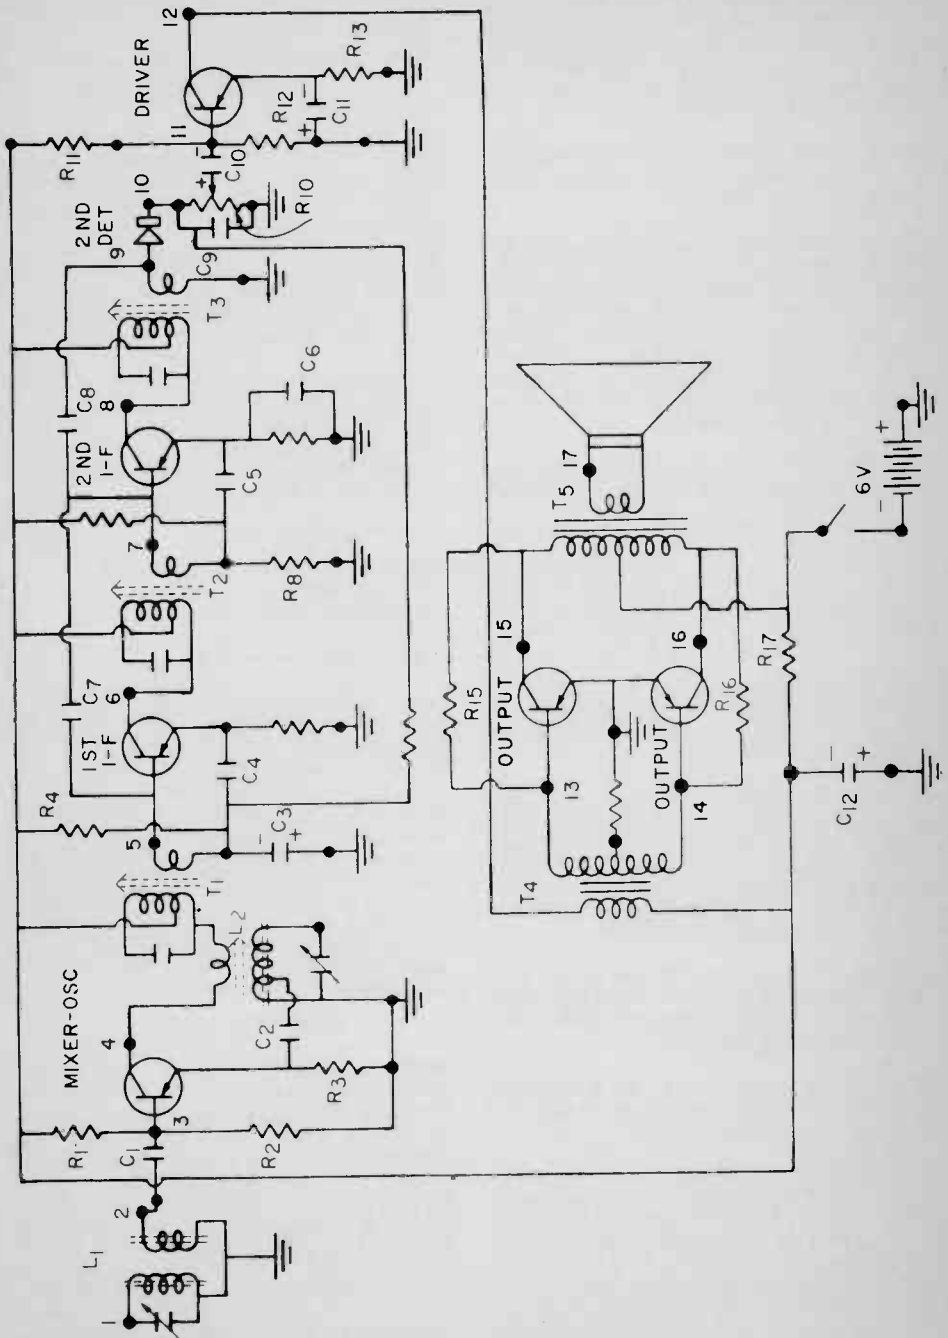 MIXER-OSC
1ST
I-F
2ND
I-F
2ND
DET
DRIVER
1
L1
2
C1
R1
3
R2
4
R3
C2
L2
T1
5
R4
C3
C4
6
C7
T2
7
R8
C5
8
C8
C6
T3
9
C9
10
R10
+
-
C10
R11
11
R12
+
-
C11
R13
12
T4
13
14
R15
OUTPUT
OUTPUT
R16
15
16
T5
17
C12
-
+
R17
6V
-
+